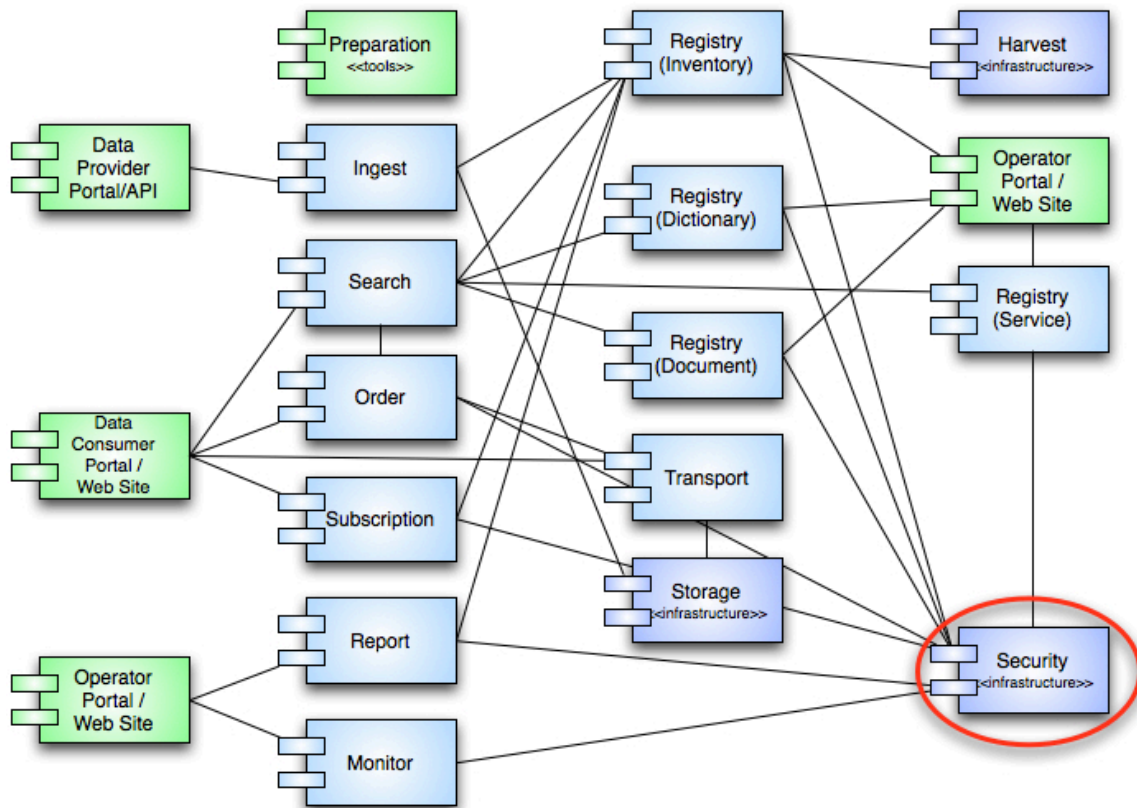 Preparation
<<tools>>
Registry
(Inventory)
Harvest
<<infrastructure>>
Data
Provider
Portal/API
Ingest
Registry
(Dictionary)
Operator
Portal /
Web Site
Search
Registry
(Service)
Registry
(Document)
Order
Data
Consumer
Portal /
Web Site
Transport
Subscription
Storage
<<infrastructure>>
Report
Security
<<infrastructure>>
Operator
Portal /
Web Site
Monitor